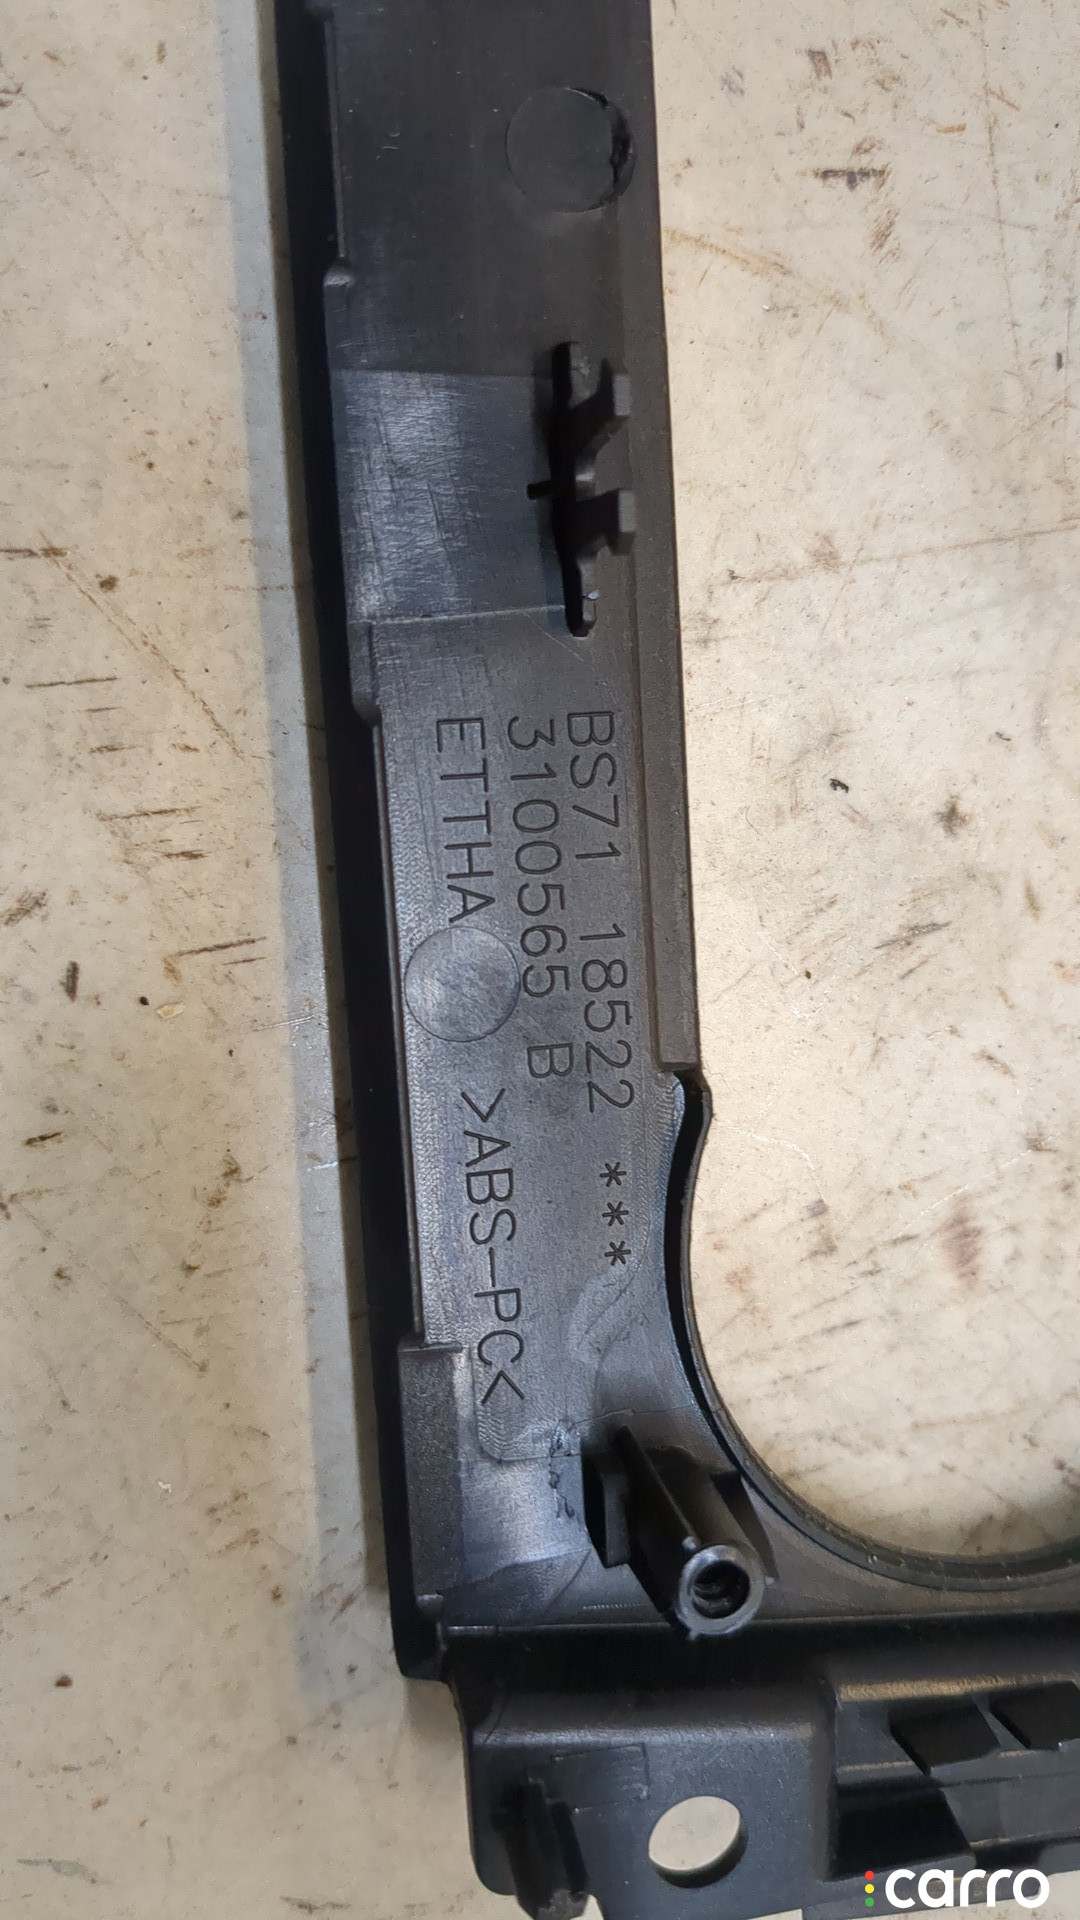 BS71 18522 ***
3100565 B
ETTHA
>ABS-PC<
carro